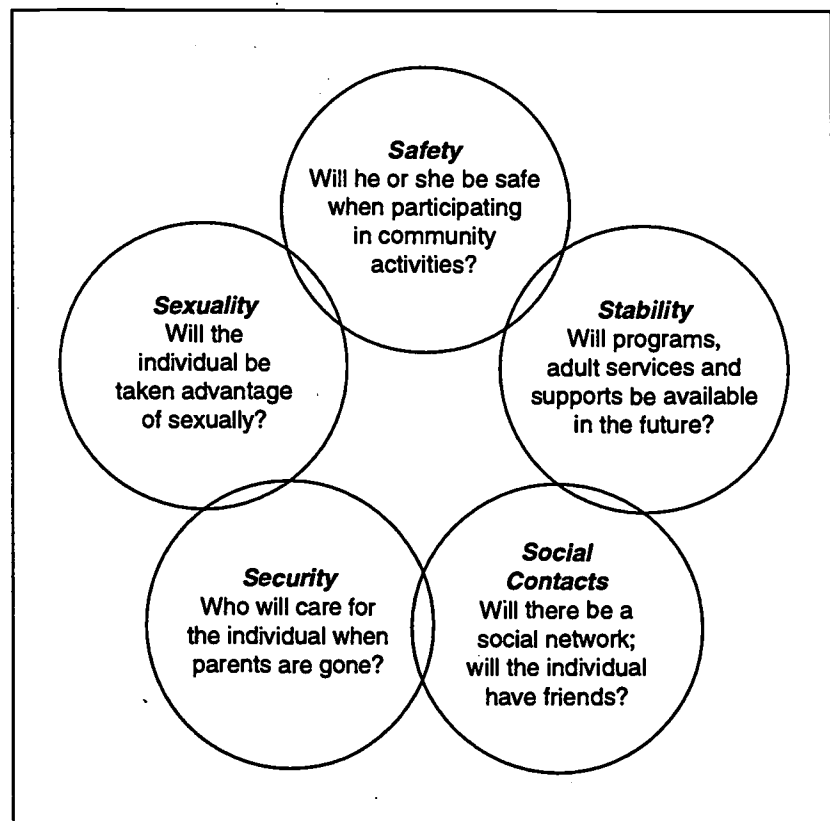 Safety
Will he or she be safe
when participating
in community
activities?
Sexuality
Will the
individual be
taken advantage
of sexually?
Stability
Will programs,
adult services and
supports be available
in the future?
Security
Who will care for
the individual when
parents are gone?
Social
Contacts
Will there be a
social network;
will the individual
have friends?